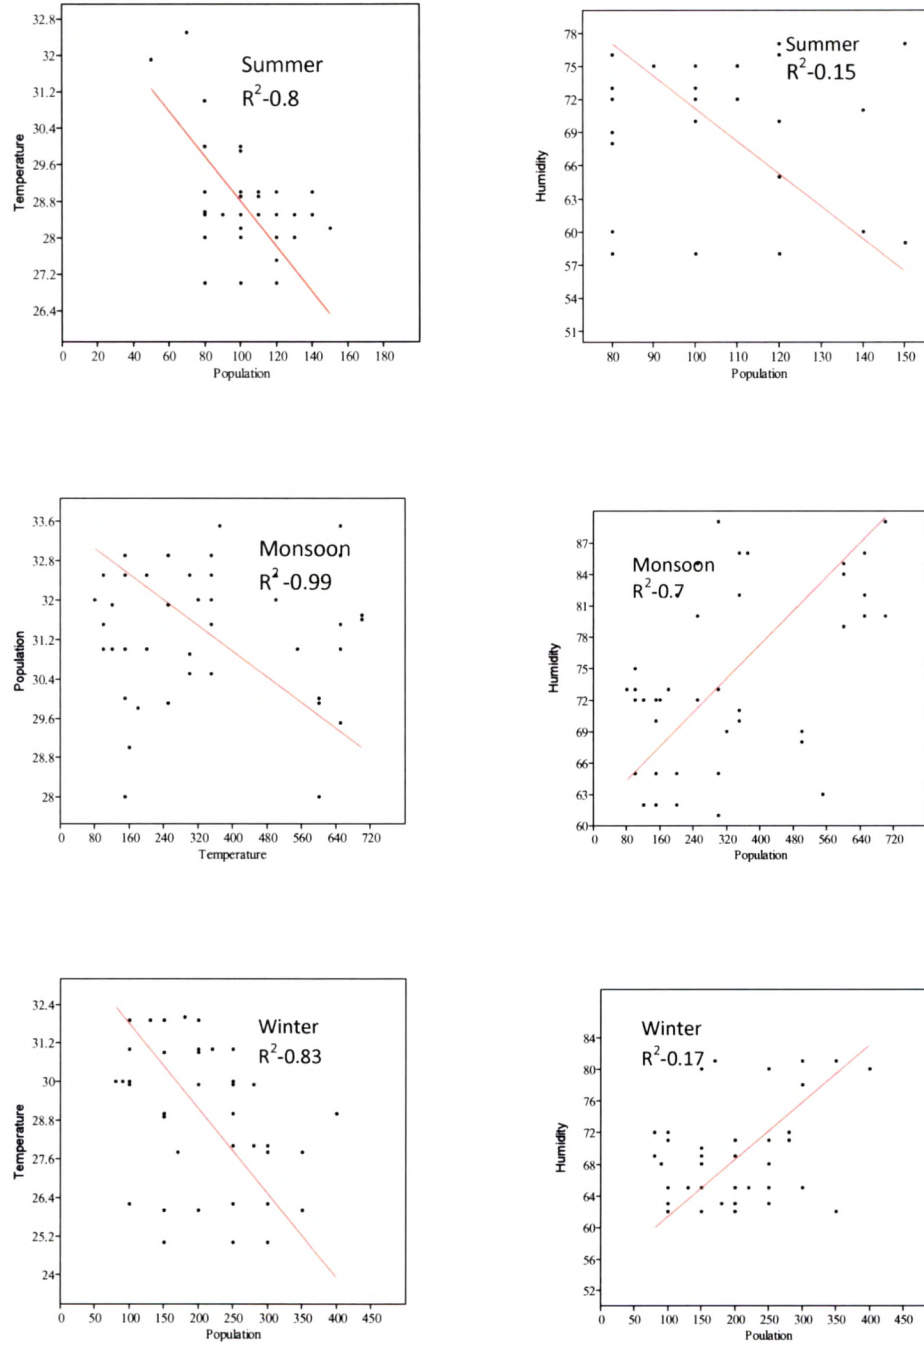 32.8
32
31.2
30.4
29.6
28.8
28
27.2
26.4
Temperature
Summer
R²-0.8
0 20 40 60 80 100 120 140 160 180
Population
78
75
72
69
66
63
60
57
54
51
Humidity
Summer
R²-0.15
80 90 100 110 120 130 140 150
Population
33.6
32.8
32
31.2
30.4
29.6
28.8
28
Population
Monsoon
R²-0.99
0 80 160 240 320 400 480 560 640 720
Temperature
87
84
81
78
75
72
69
66
63
60
Humidity
Monsoon
R²-0.7
0 80 160 240 320 400 480 560 640 720
Population
32.4
31.2
30
28.8
27.6
26.4
25.2
24
Temperature
Winter
R²-0.83
0 50 100 150 200 250 300 350 400 450
Population
84
80
76
72
68
64
60
56
52
Humidity
Winter
R²-0.17
0 50 100 150 200 250 300 350 400 450
Poulation